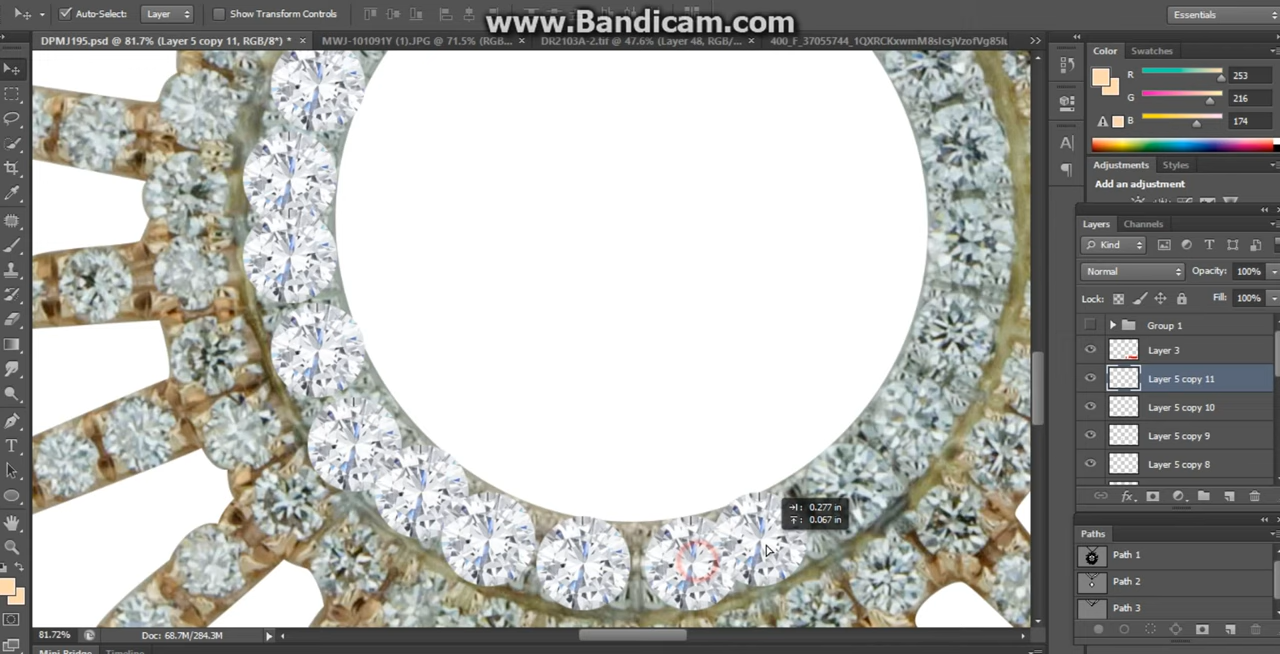 www.Bandicam.com
Auto-Select:
Layer
Show Transform Controls
Essentials
DPMJ195.psd @ 81.7% (Layer 5 copy 11, RGB/8*) *
MWJ-101091Y (1).JPG @ 71.5% (RGB...
DR2103A-2.tif @ 47.6% (Layer 48, RGB/...
Color
Swatches
R
253
G
216
B
174
Adjustments
Styles
Add an adjustment
Layers
Channels
Kind
Normal
Opacity:
100%
Lock:
Fill:
100%
Group 1
Layer 3
Layer 5 copy 11
Layer 5 copy 10
Layer 5 copy 9
Layer 5 copy 8
0.277 in
0.067 in
Paths
Path 1
Path 2
Path 3
81.72%
Doc: 68.7M/284.3M
Mini Bridge
Timeline